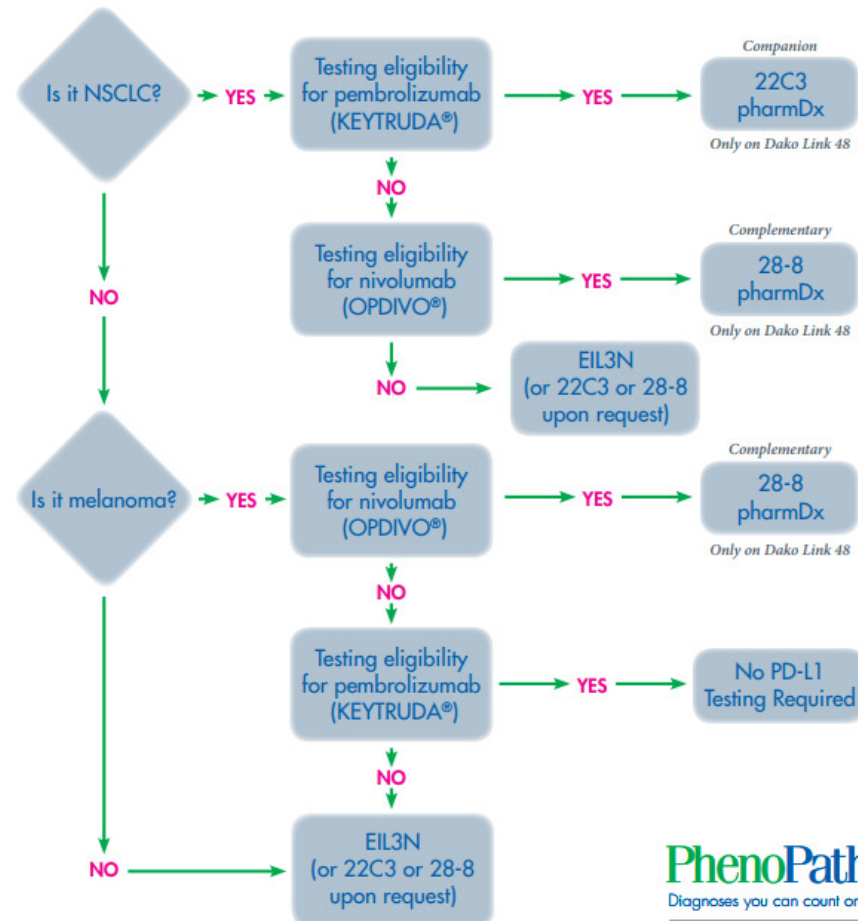 Is it NSCLC?
YES
Testing eligibility
for pembrolizumab
(KEYTRUDA®)
YES
Companion
22C3
pharmDx
Only on Dako Link 48
NO
NO
Testing eligibility
for nivolumab
(OPDIVO®)
YES
Complementary
28-8
pharmDx
Only on Dako Link 48
NO
EIL3N
(or 22C3 or 28-8
upon request)
Is it melanoma?
YES
Testing eligibility
for nivolumab
(OPDIVO®)
YES
Complementary
28-8
pharmDx
Only on Dako Link 48
NO
Testing eligibility
for pembrolizumab
(KEYTRUDA®)
YES
No PD-L1
Testing Required
NO
NO
EIL3N
(or 22C3 or 28-8
upon request)
PhenoPath
Diagnoses you can count on